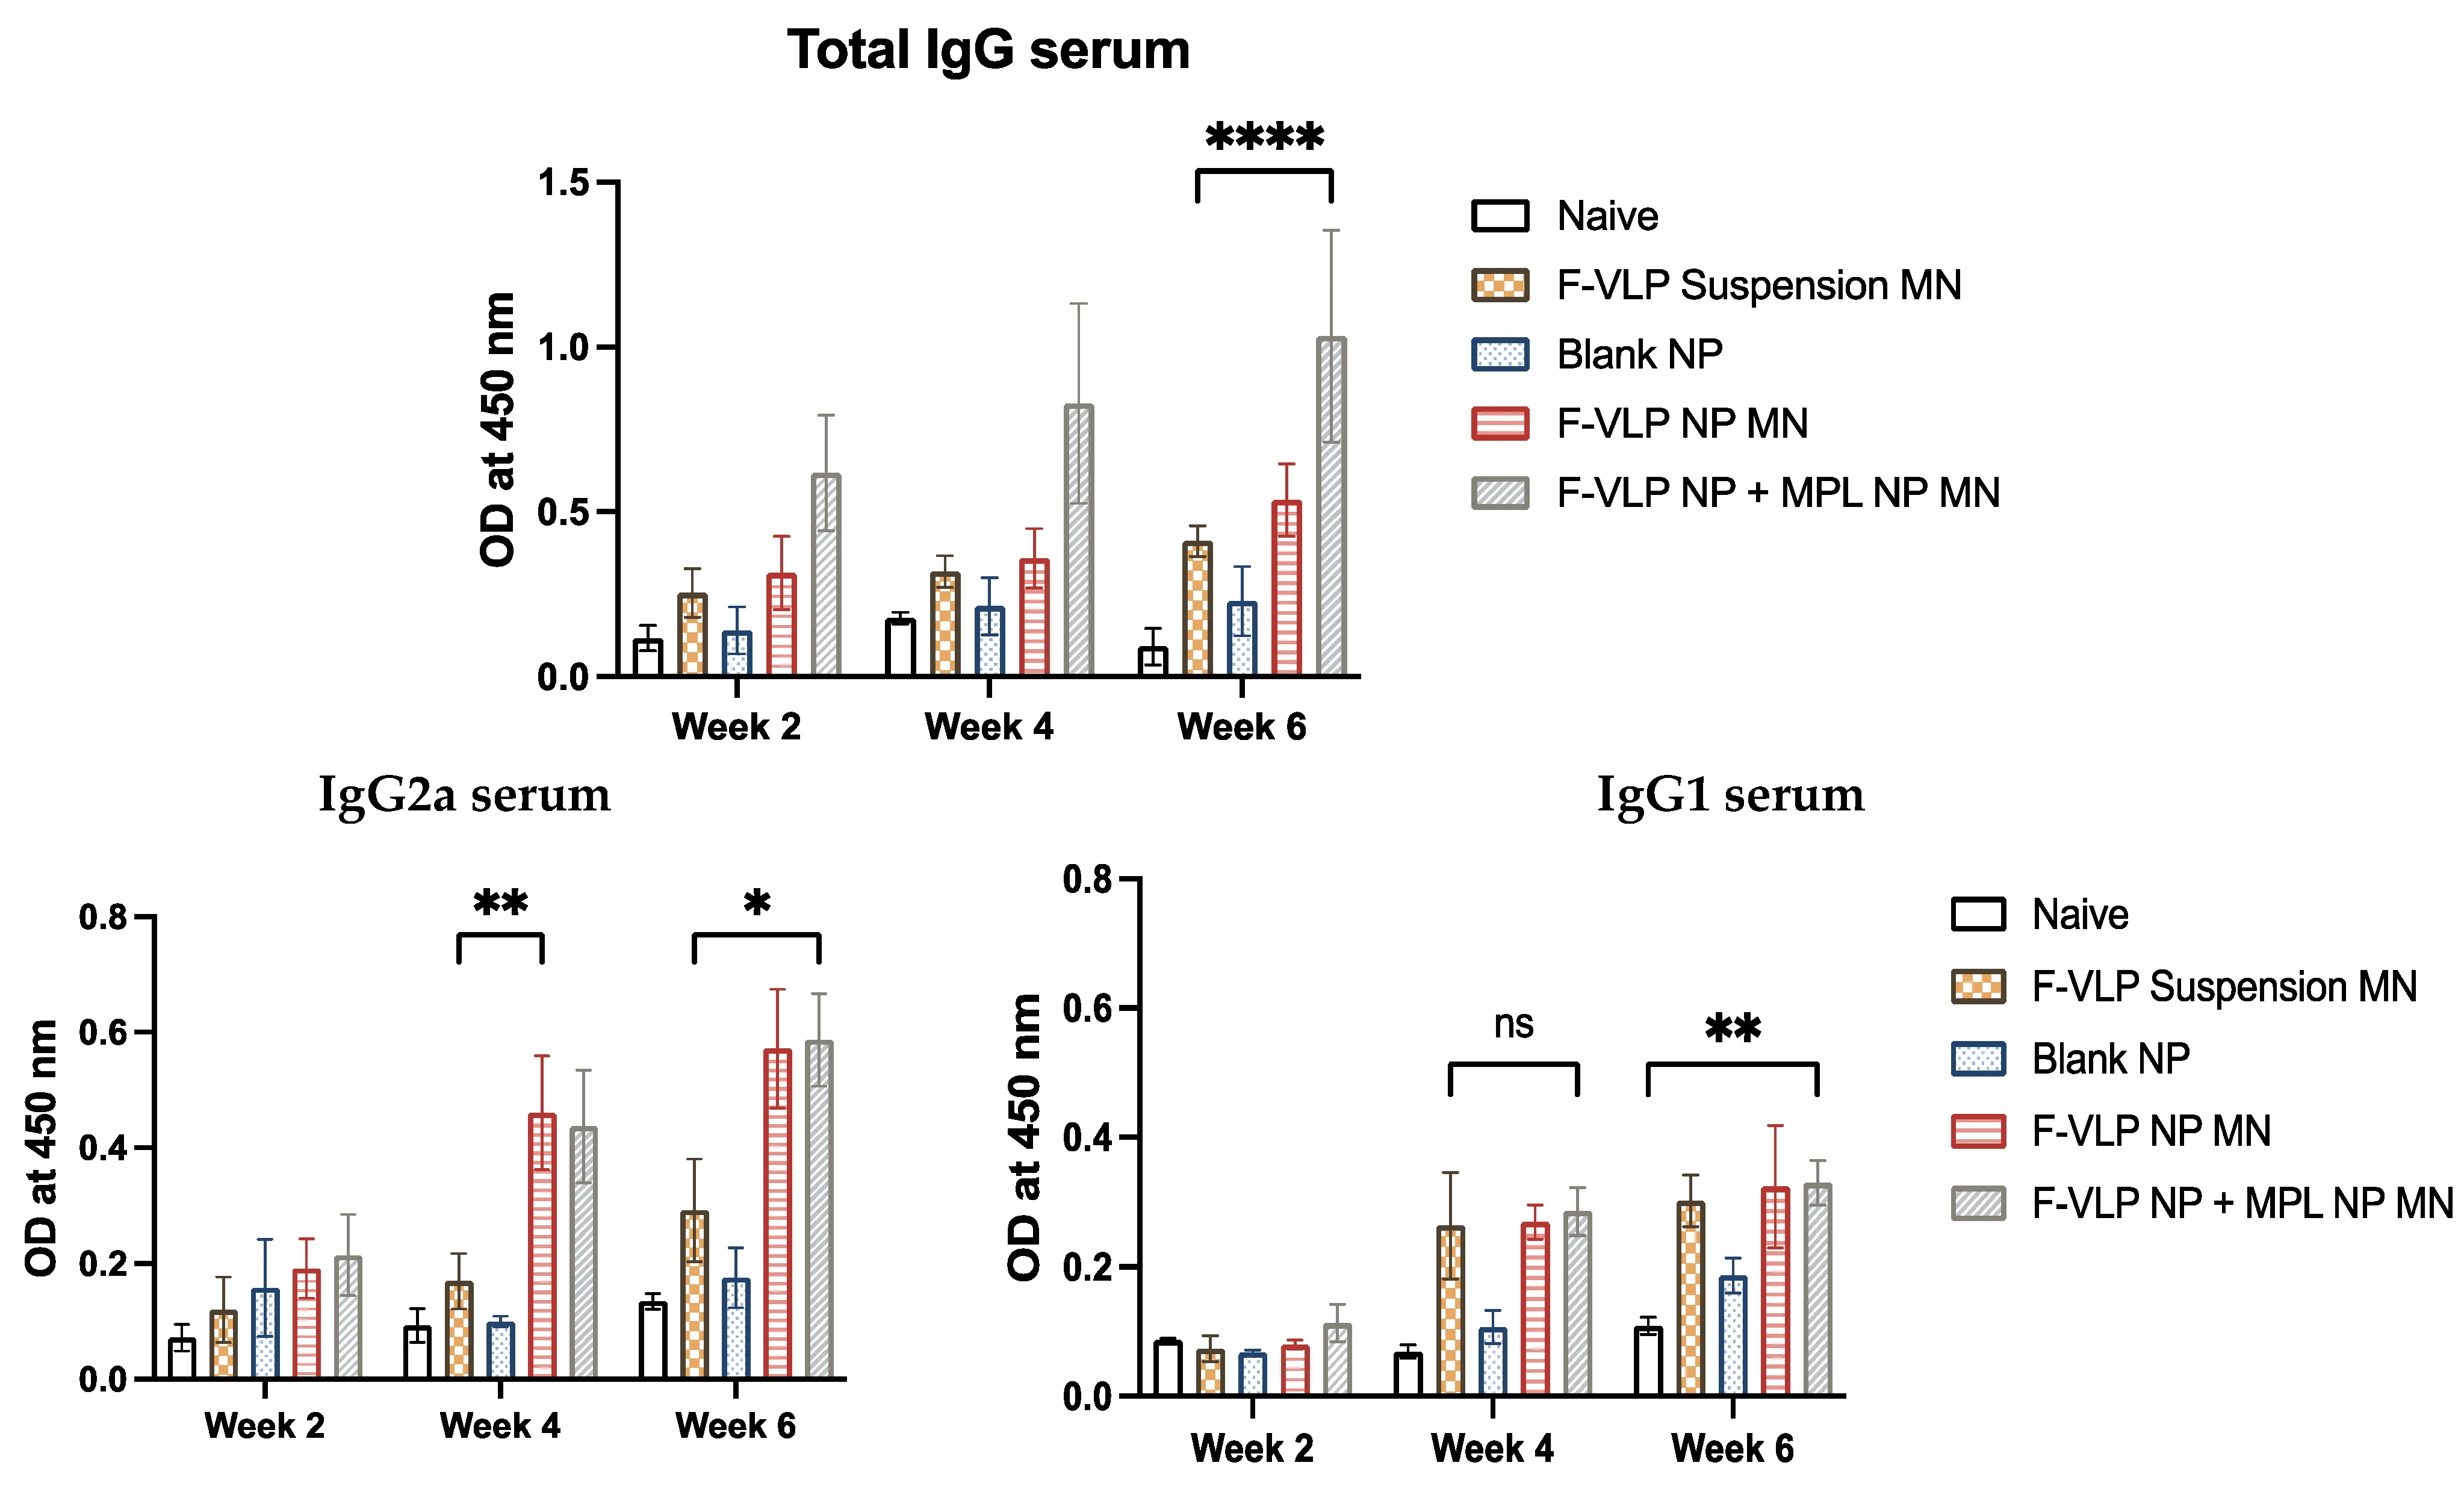 Total IgG serum
****
1.5
1.0
0.5
0.0
OD at 450 nm
Week 2
Week 4
Week 6
Naive
F-VLP Suspension MN
Blank NP
F-VLP NP MN
F-VLP NP + MPL NP MN
IgG2a serum
**
*
0.8
0.6
0.4
0.2
0.0
OD at 450 nm
Week 2
Week 4
Week 6
IgG1 serum
ns
**
0.8
0.6
0.4
0.2
0.0
OD at 450 nm
Week 2
Week 4
Week 6
Naive
F-VLP Suspension MN
Blank NP
F-VLP NP MN
F-VLP NP + MPL NP MN